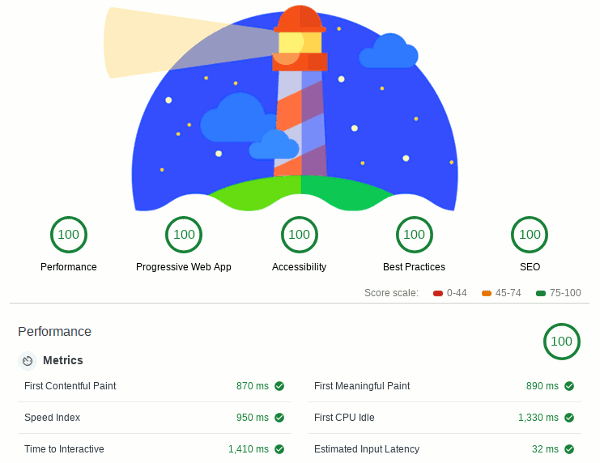 100 100 100 100 100
Performance Progressive Web App Accessibility Best Practices SEO
Score scale: 0-44 45-74 75-100
Performance 100
Metrics
First Contentful Paint 870 ms First Meaningful Paint 890 ms
Speed Index 950 ms First CPU Idle 1,330 ms
Time to Interactive 1,410 ms Estimated Input Latency 32 ms